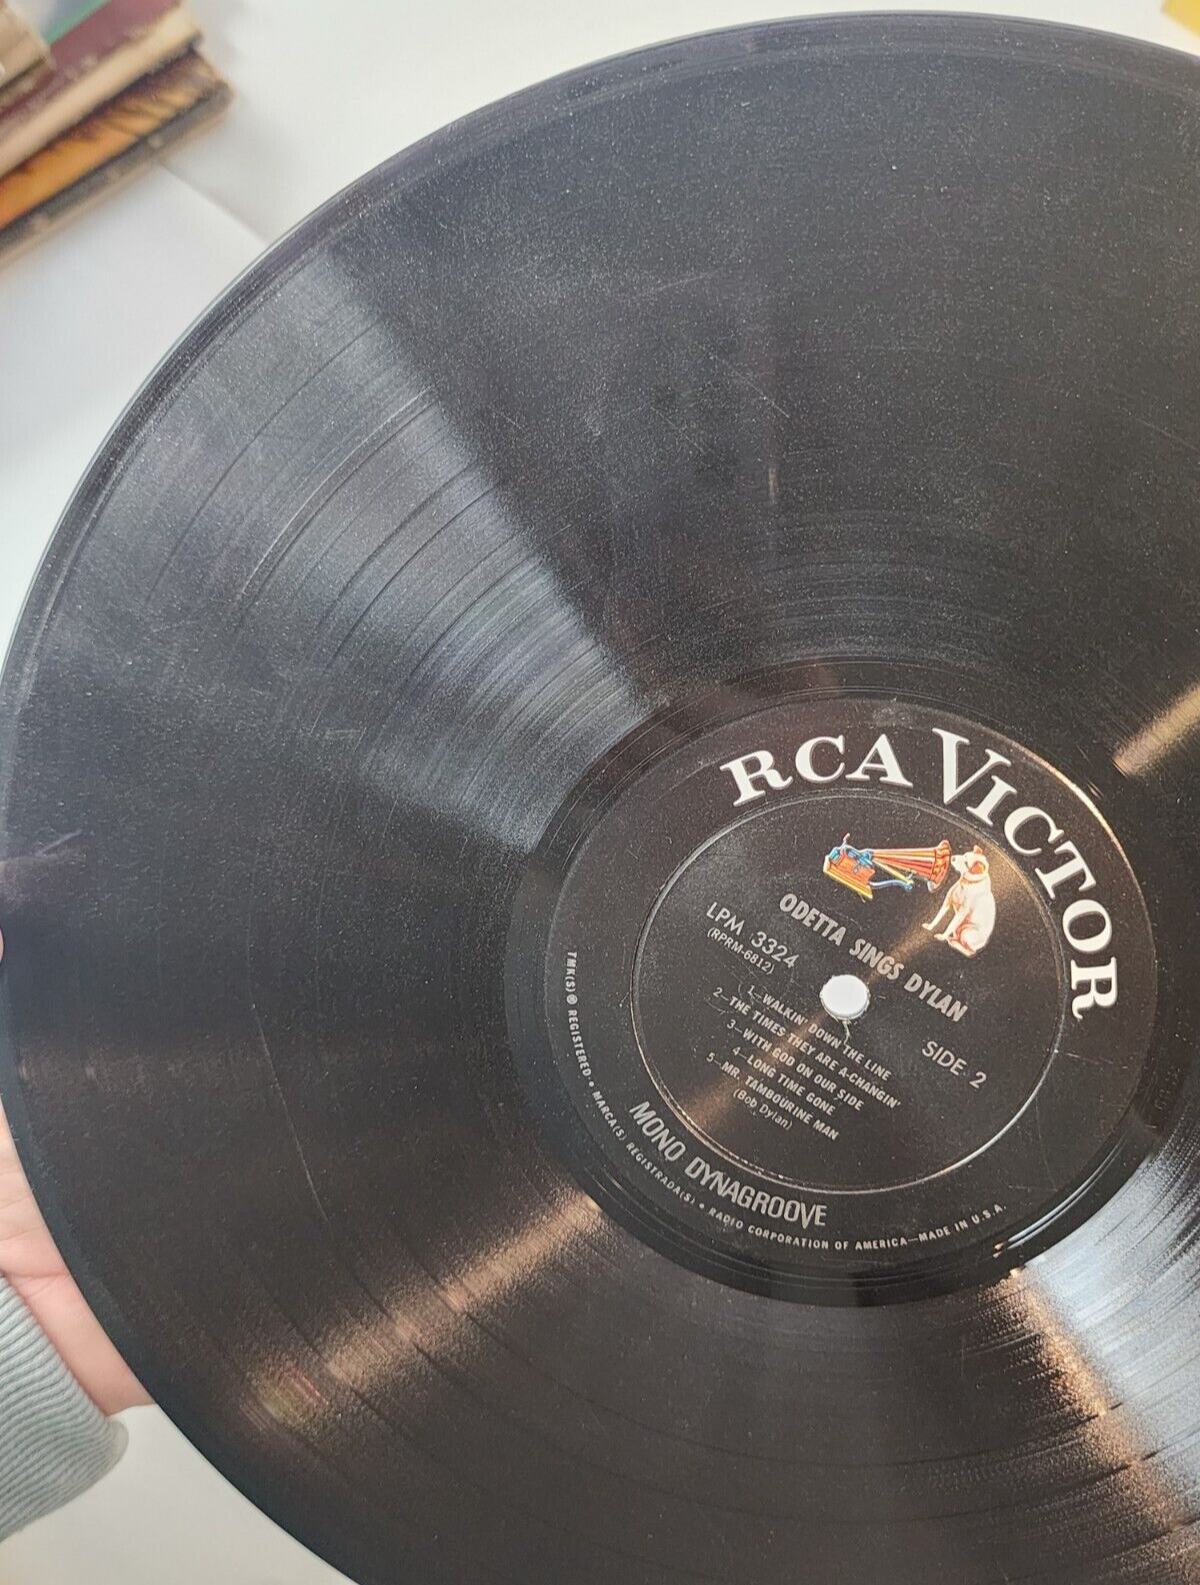 RCA VICTOR
ODETTA SINGS DYLAN
LPM 3324
(RPRM-6812)
SIDE 2
1—WALKIN' DOWN THE LINE
2—THE TIMES THEY ARE A-CHANGIN'
3—WITH GOD ON OUR SIDE
4—LONG TIME GONE
5—MR. TAMBOURINE MAN
(Bob Dylan)
MONO DYNAGROOVE
TMK(S) ® REGISTERED • MARCA(S) REGISTRADA(S) • RADIO CORPORATION OF AMERICA—MADE IN U.S.A.